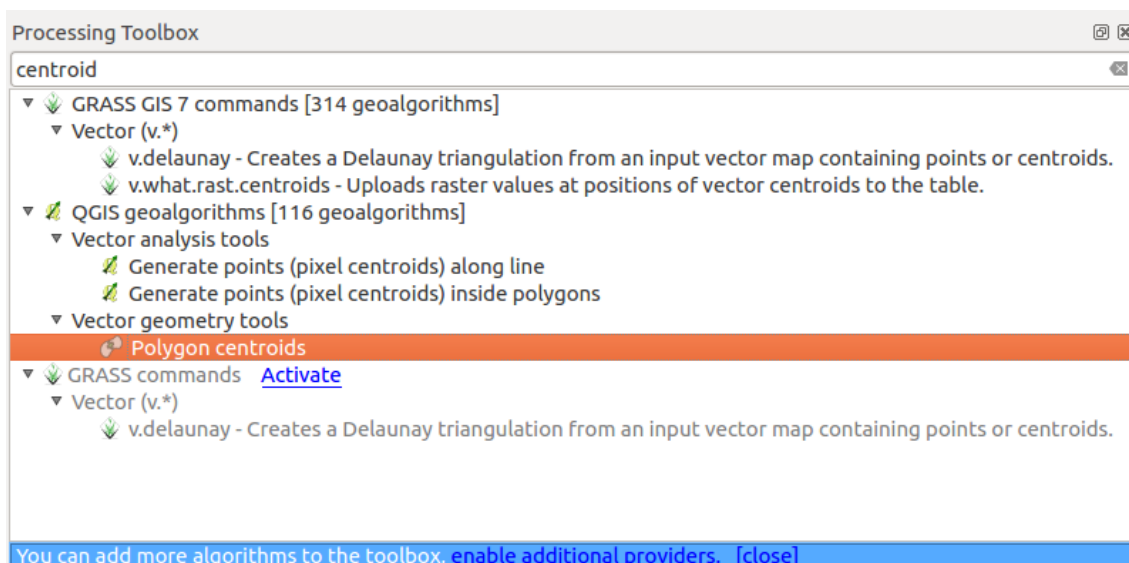 Processing Toolbox
centroid
GRASS GIS 7 commands [314 geoalgorithms]
Vector (v.*)
v.delaunay - Creates a Delaunay triangulation from an input vector map containing points or centroids.
v.what.rast.centroids - Uploads raster values at positions of vector centroids to the table.
QGIS geoalgorithms [116 geoalgorithms]
Vector analysis tools
Generate points (pixel centroids) along line
Generate points (pixel centroids) inside polygons
Vector geometry tools
Polygon centroids
GRASS commands Activate
Vector (v.*)
v.delaunay - Creates a Delaunay triangulation from an input vector map containing points or centroids.
You can add more algorithms to the toolbox, enable additional providers. [close]